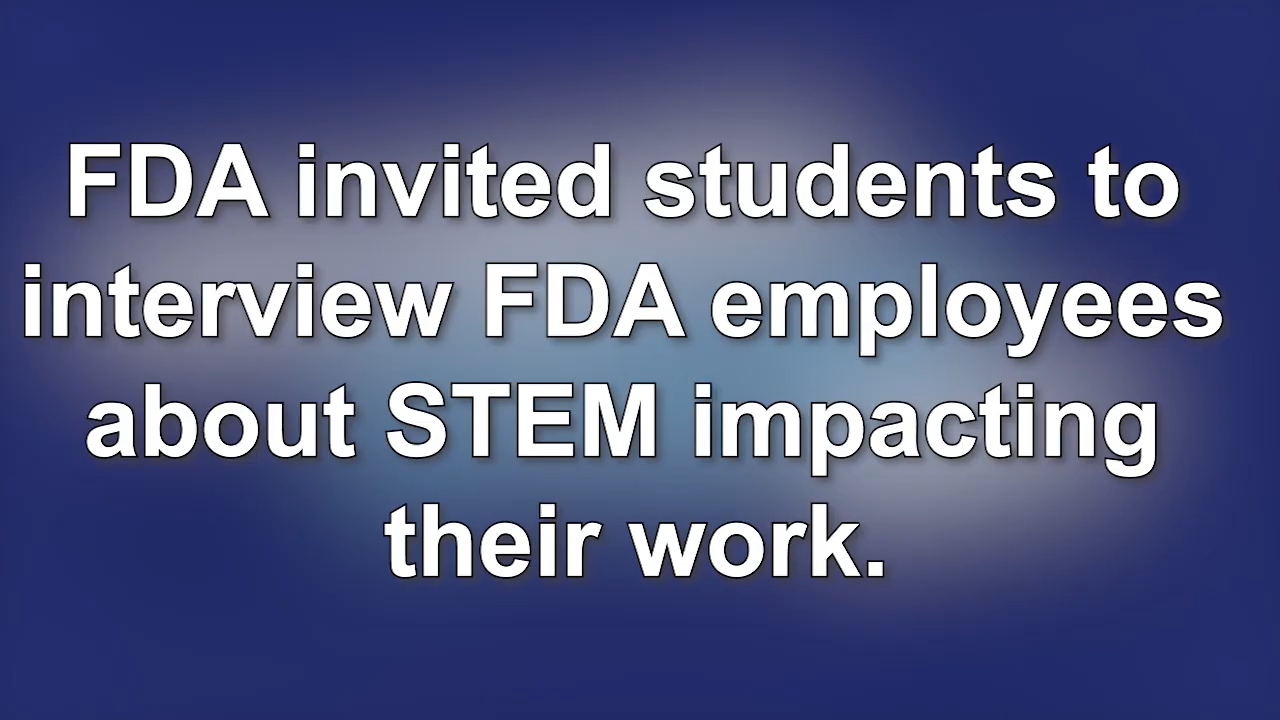 FDA invited students to
interview FDA employees
about STEM impacting
their work.